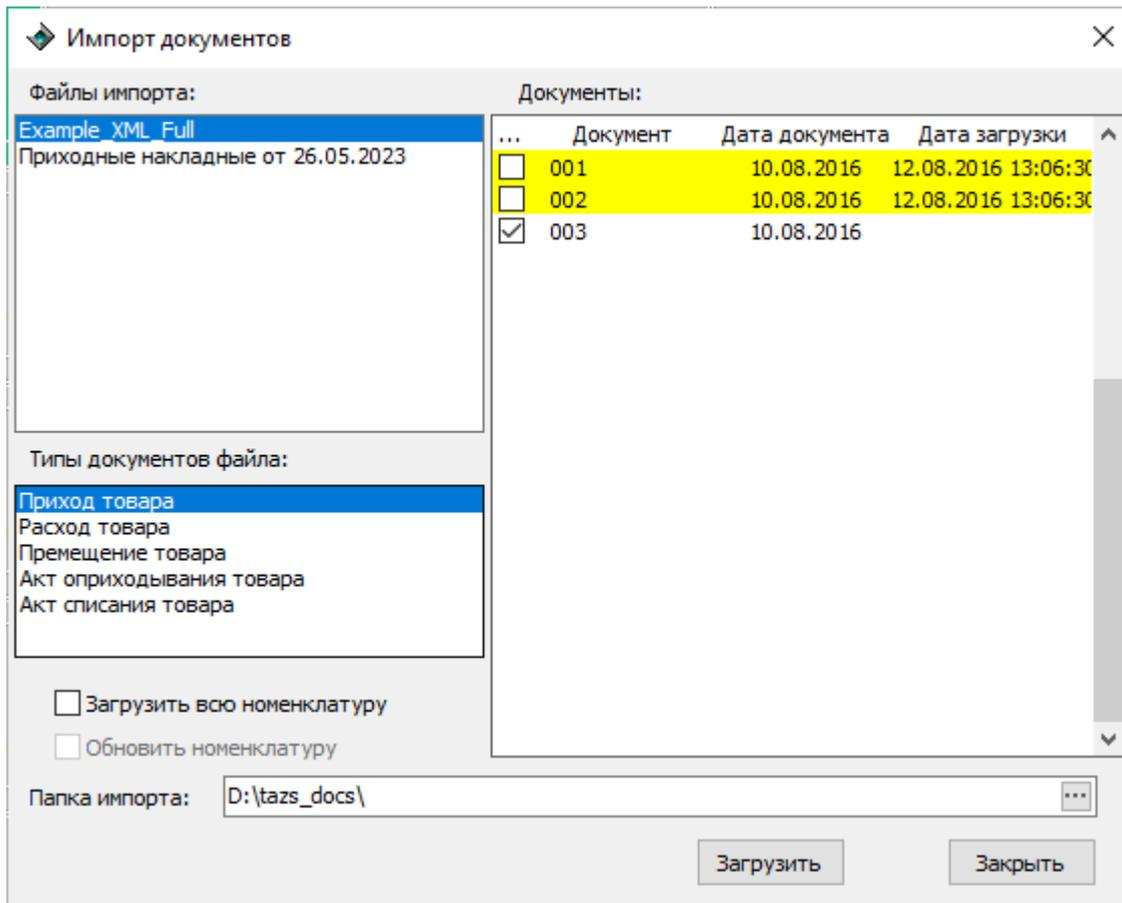 Импорт документов
Файлы импорта:
Example_XML_Full
Приходные накладные от 26.05.2023
Типы документов файла:
Приход товара
Расход товара
Премещение товара
Акт оприходывания товара
Акт списания товара
Загрузить всю номенклатуру
Обновить номенклатуру
Документы:
... Документ Дата документа Дата загрузки
001 10.08.2016 12.08.2016 13:06:30
002 10.08.2016 12.08.2016 13:06:30
003 10.08.2016
Папка импорта: D:\tazs_docs\ ...
Загрузить Закрыть